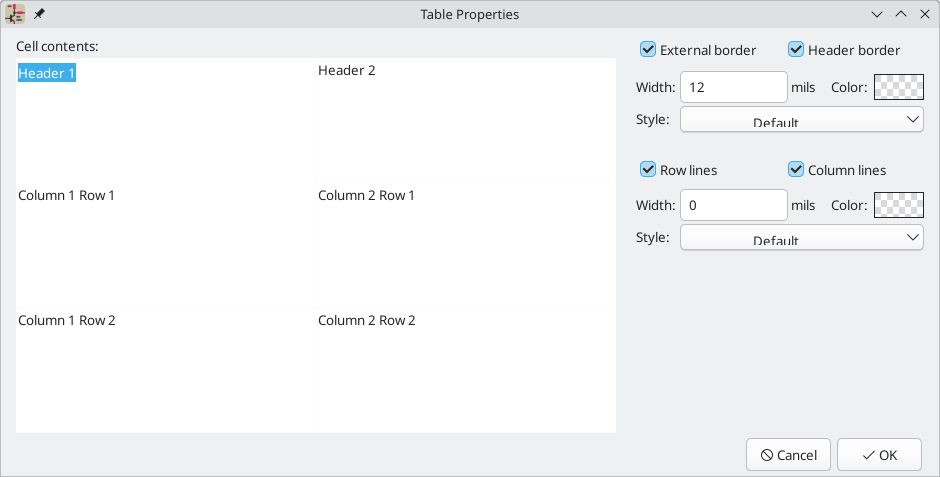 Table Properties
Cell contents:
Header 1
Header 2
Column 1 Row 1
Column 2 Row 1
Column 1 Row 2
Column 2 Row 2
External border
Header border
Width:
12
mils
Color:
Style:
Default
Row lines
Column lines
Width:
0
mils
Color:
Style:
Default
Cancel
OK